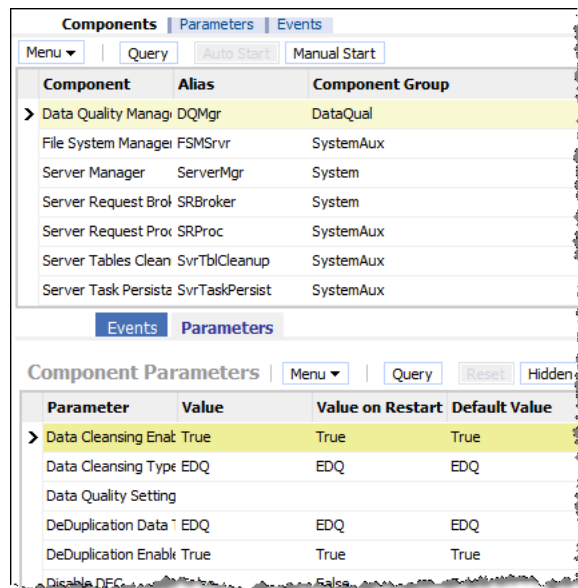 Components | Parameters | Events
Menu Query Auto Start Manual Start
Component Alias Component Group
Data Quality Manag DQMgr DataQual
File System Manager FSMSrvr SystemAux
Server Manager ServerMgr System
Server Request Brok SRBroker System
Server Request Proc SRProc SystemAux
Server Tables Clean SvrTblCleanup SystemAux
Server Task Persista SvrTaskPersist SystemAux
Events Parameters
Component Parameters | Menu | Query Reset Hidden
Parameter Value Value on Restart Default Value
Data Cleansing Enab True True True
Data Cleansing Type EDQ EDQ EDQ
Data Quality Setting
DeDuplication Data T EDQ EDQ EDQ
DeDuplication Enable True True True
Disable DEC False